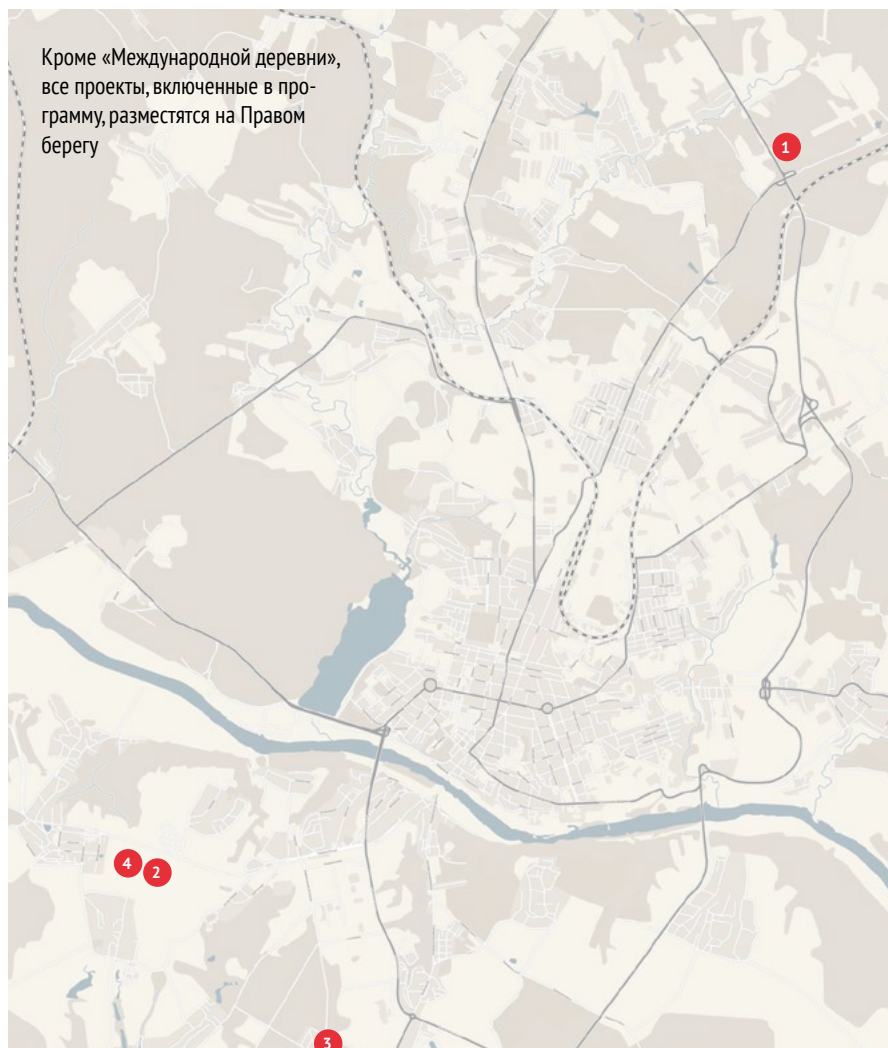 Кроме «Международной деревни»,
все проекты, включенные в про-
грамму, разместятся на Правом
берегу
1
4
2
3